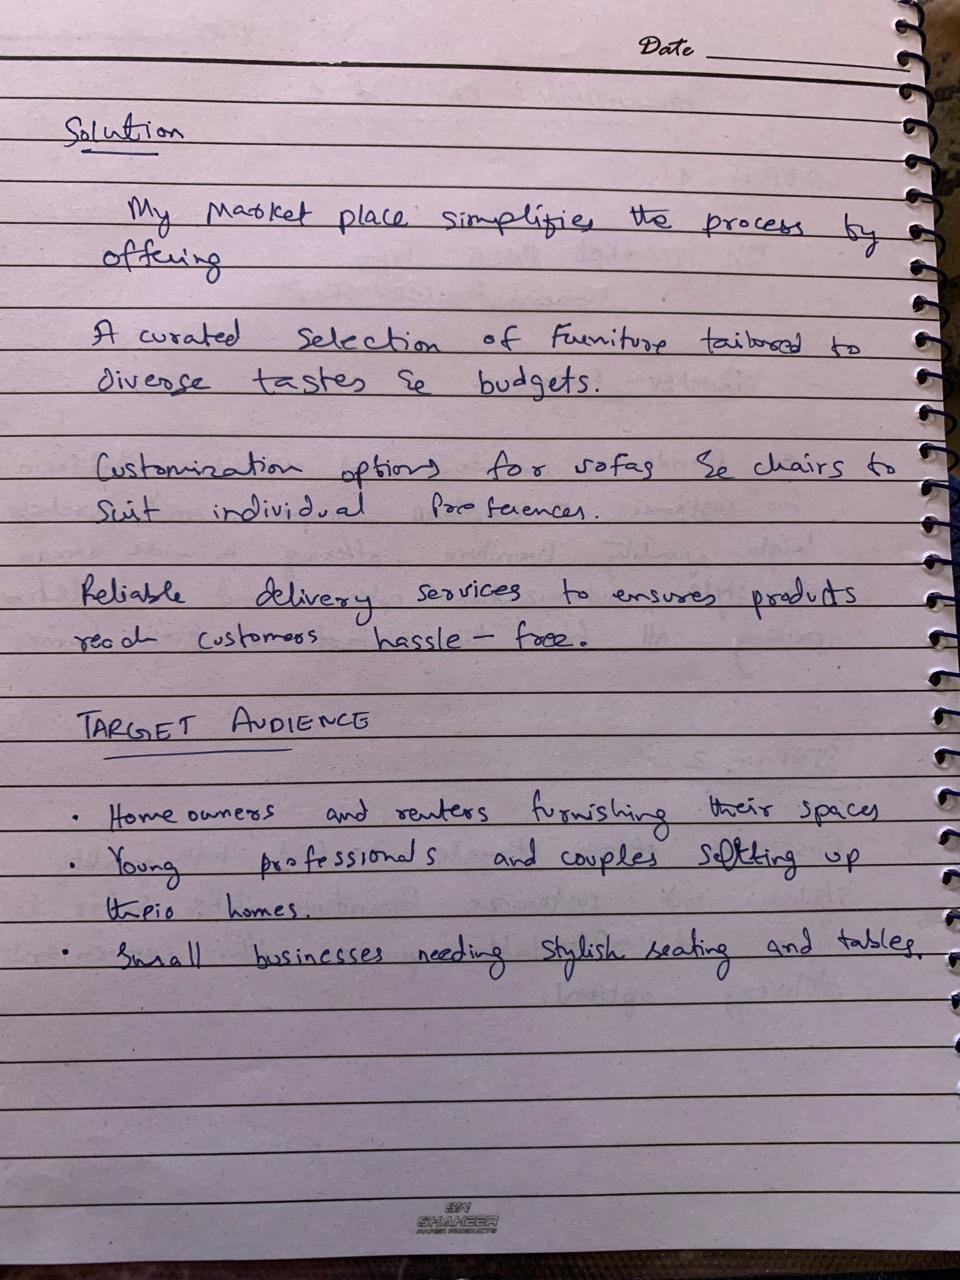 Date
Solution
My Market place simplifies the process by
offering
A curated Selection of Furniture tailored to
diverse tastes & budgets.
Customization options for sofas & chairs to
Suit individual Preferences.
Reliable delivery services to ensures products
reach customers hassle - free.
TARGET AUDIENCE
• Home owners and renters furnishing their spaces
• Young professionals and couples setting up
their homes.
• Small businesses needing stylish seating and tables.
SHAHEER
PAPER PRODUCTS